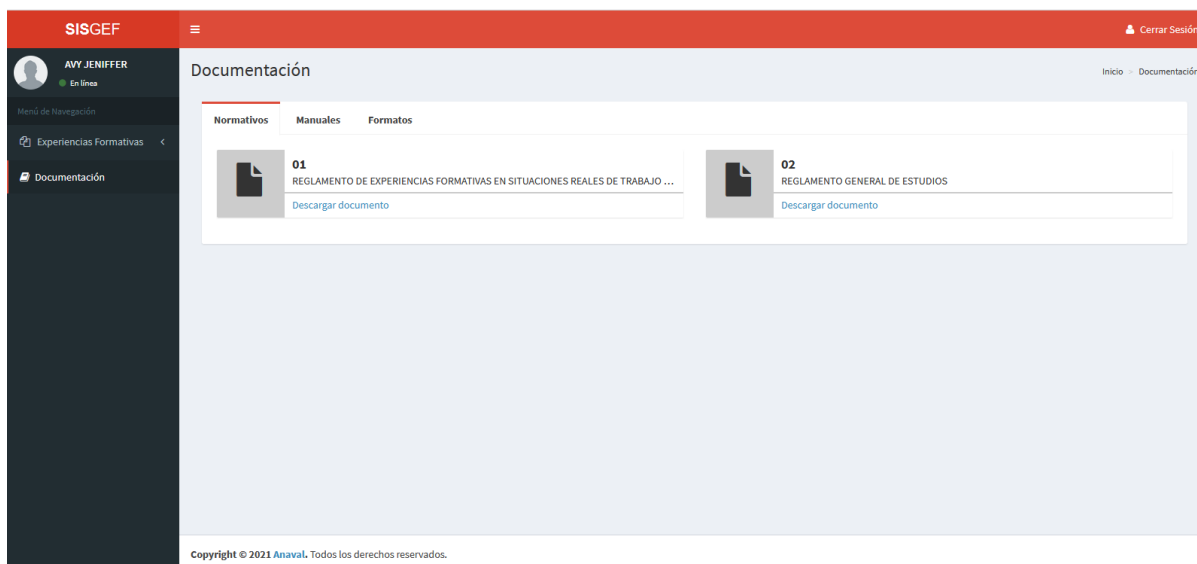 SISGEF
Cerrar Sesión
AVY JENIFFER
En línea
Menú de Navegación
Experiencias Formativas
Documentación
Documentación
Inicio > Documentación
Normativos Manuales Formatos
01
REGLAMENTO DE EXPERIENCIAS FORMATIVAS EN SITUACIONES REALES DE TRABAJO ...
Descargar documento
02
REGLAMENTO GENERAL DE ESTUDIOS
Descargar documento
Copyright © 2021 Anaval. Todos los derechos reservados.